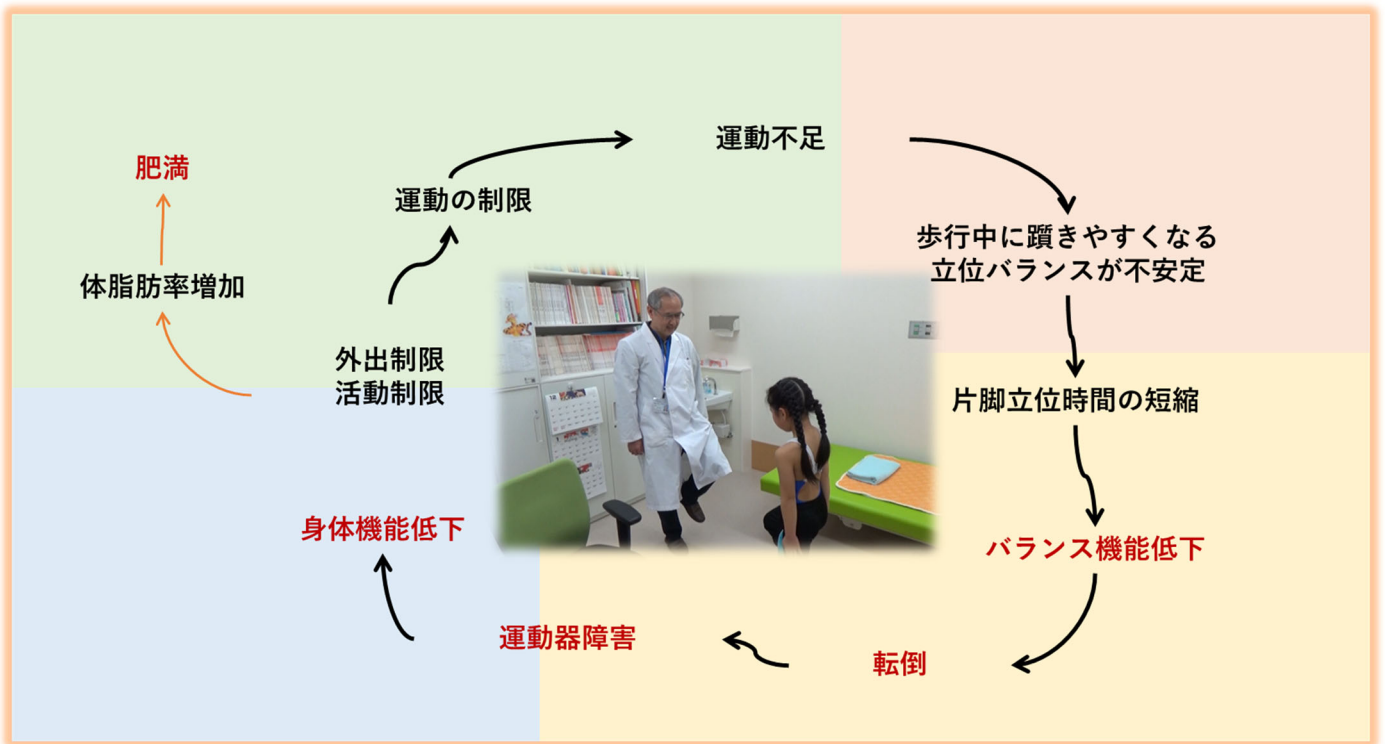 運動不足
肥満
運動の制限
歩行中に躓きやすくなる
立位バランスが不安定
体脂肪率増加
外出制限
活動制限
片脚立位時間の短縮
身体機能低下
バランス機能低下
運動器障害
転倒